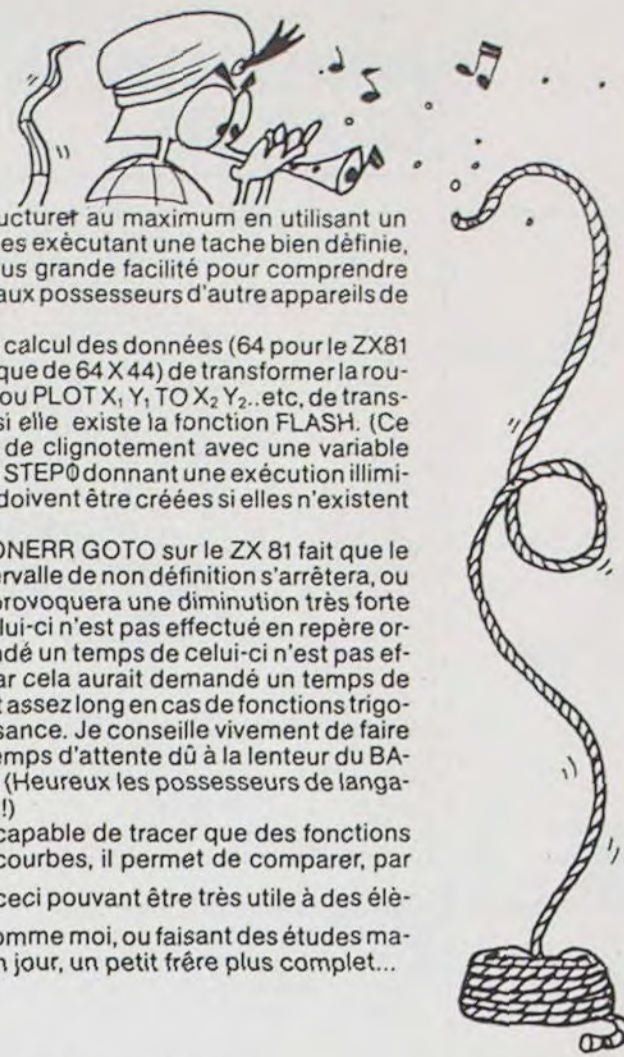 ucturer au maximum en utilisant un
es exècutant une tache bien dèfinie,
us grande facilité pour comprendre
aux possesseurs d'autre appareils de
calcul des données (64 pour le ZX81
que de 64 X 44) de transformer la rou-
ou PLOT X₁ Y₁ TO X₂ Y₂..etc, de trans-
si elle existe la fonction FLASH. (Ce
de clignotement avec une variable
STEP0 donnant une exécution illimi-
doivent être créées si elles n'existent
ONERR GOTO sur le ZX 81 fait que le
ervalle de non définition s'arrêtera, ou
provoquera une diminution très forte
lui-ci n'est pas effectué en repère or-
ndé un temps de celui-ci n'est pas ef-
ar cela aurait demandé un temps de
t assez long en cas de fonctions trigo-
sance. Je conseille vivement de faire
emps d'attente dû à la lenteur du BA-
(Heureux les possesseurs de langa-
!)
capable de tracer que des fonctions
courbes, il permet de comparer, par
ceci pouvant être très utile à des élè-
omme moi, ou faisant des études ma-
n jour, un petit frêre plus complet...